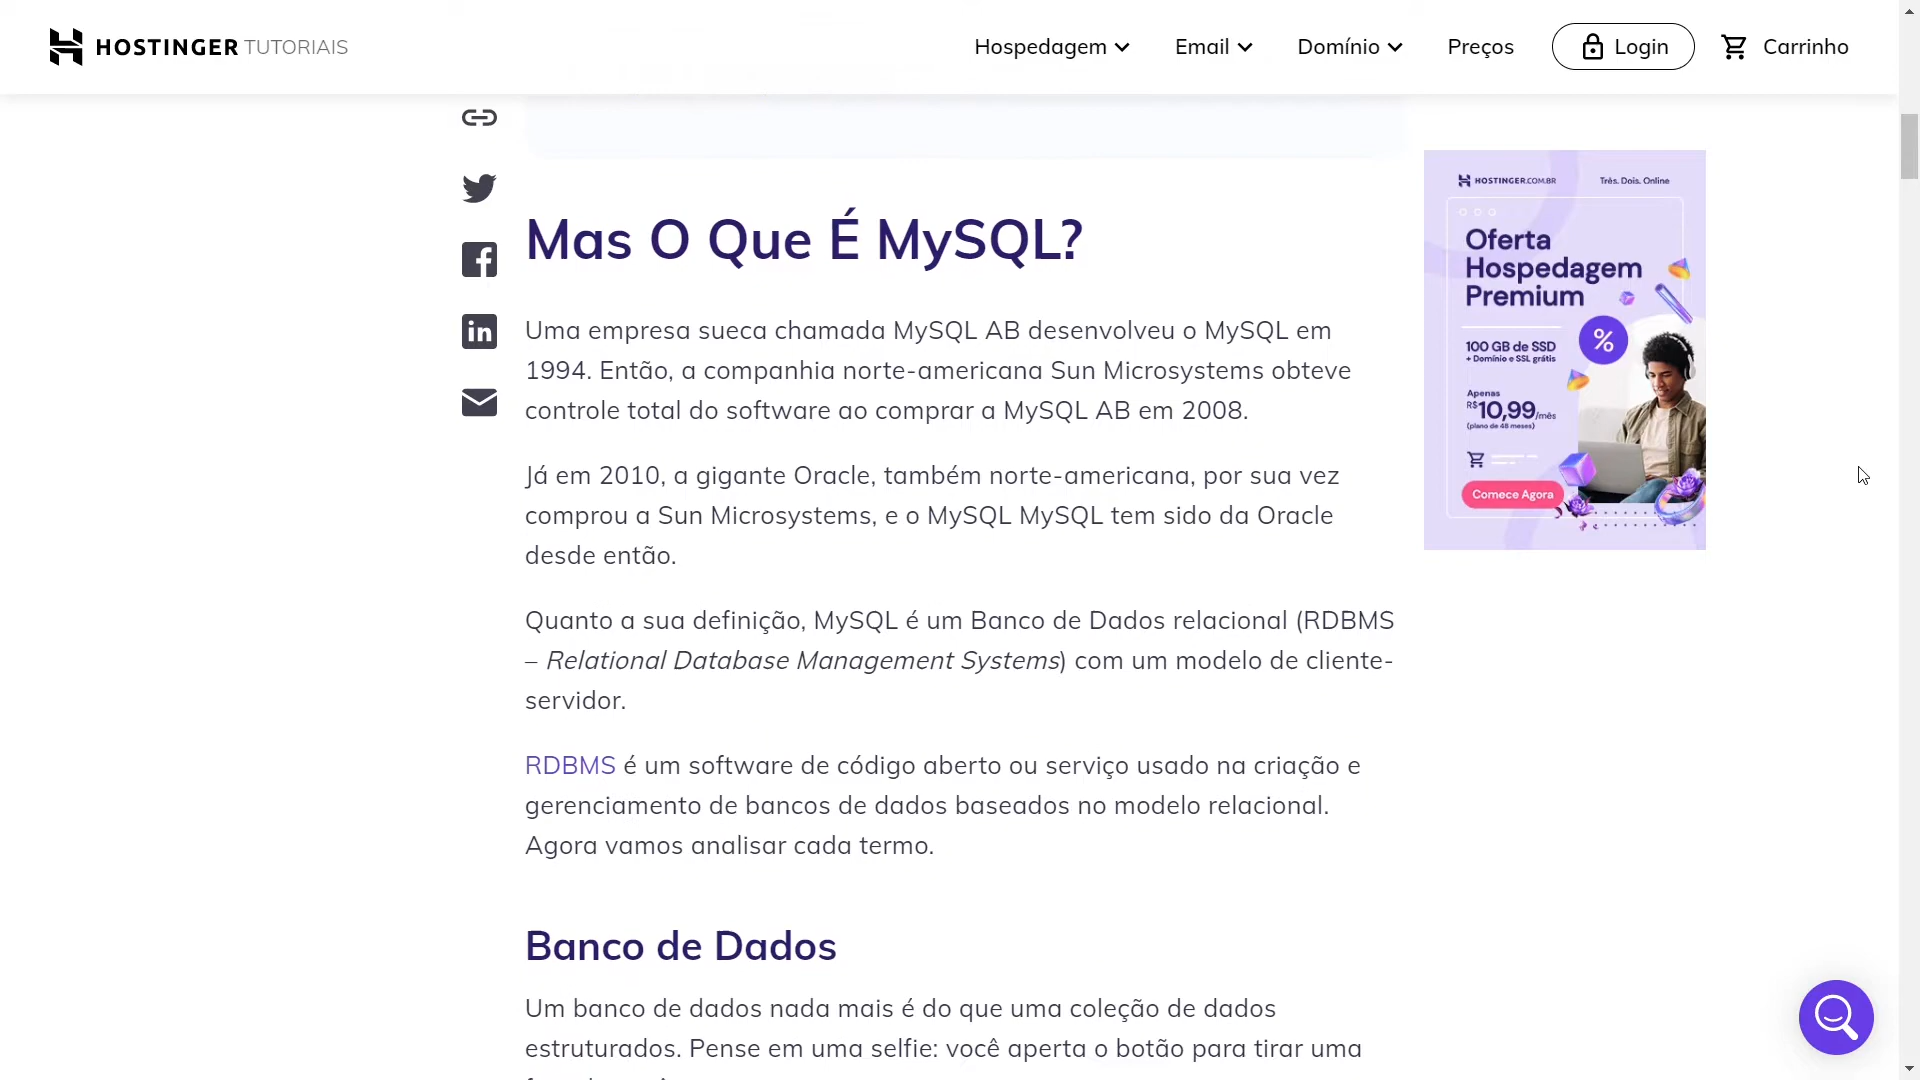 HOSTINGER TUTORIAIS
Hospedagem
Email
Domínio
Preços
Login
Carrinho
Mas O Que É MySQL?
Uma empresa sueca chamada MySQL AB desenvolveu o MySQL em
1994. Então, a companhia norte-americana Sun Microsystems obteve
controle total do software ao comprar a MySQL AB em 2008.
Já em 2010, a gigante Oracle, também norte-americana, por sua vez
comprou a Sun Microsystems, e o MySQL MySQL tem sido da Oracle
desde então.
Quanto a sua definição, MySQL é um Banco de Dados relacional (RDBMS
– Relational Database Management Systems) com um modelo de cliente-
servidor.
RDBMS é um software de código aberto ou serviço usado na criação e
gerenciamento de bancos de dados baseados no modelo relacional.
Agora vamos analisar cada termo.
Banco de Dados
Um banco de dados nada mais é do que uma coleção de dados
estruturados. Pense em uma selfie: você aperta o botão para tirar uma
HOSTINGER.COM.BR
Três. Dois. Online
Oferta
Hospedagem
Premium
%
100 GB de SSD
+ Domínio e SSL grátis
Apenas
R$10,99/mês
(plano de 48 meses)
Comece Agora